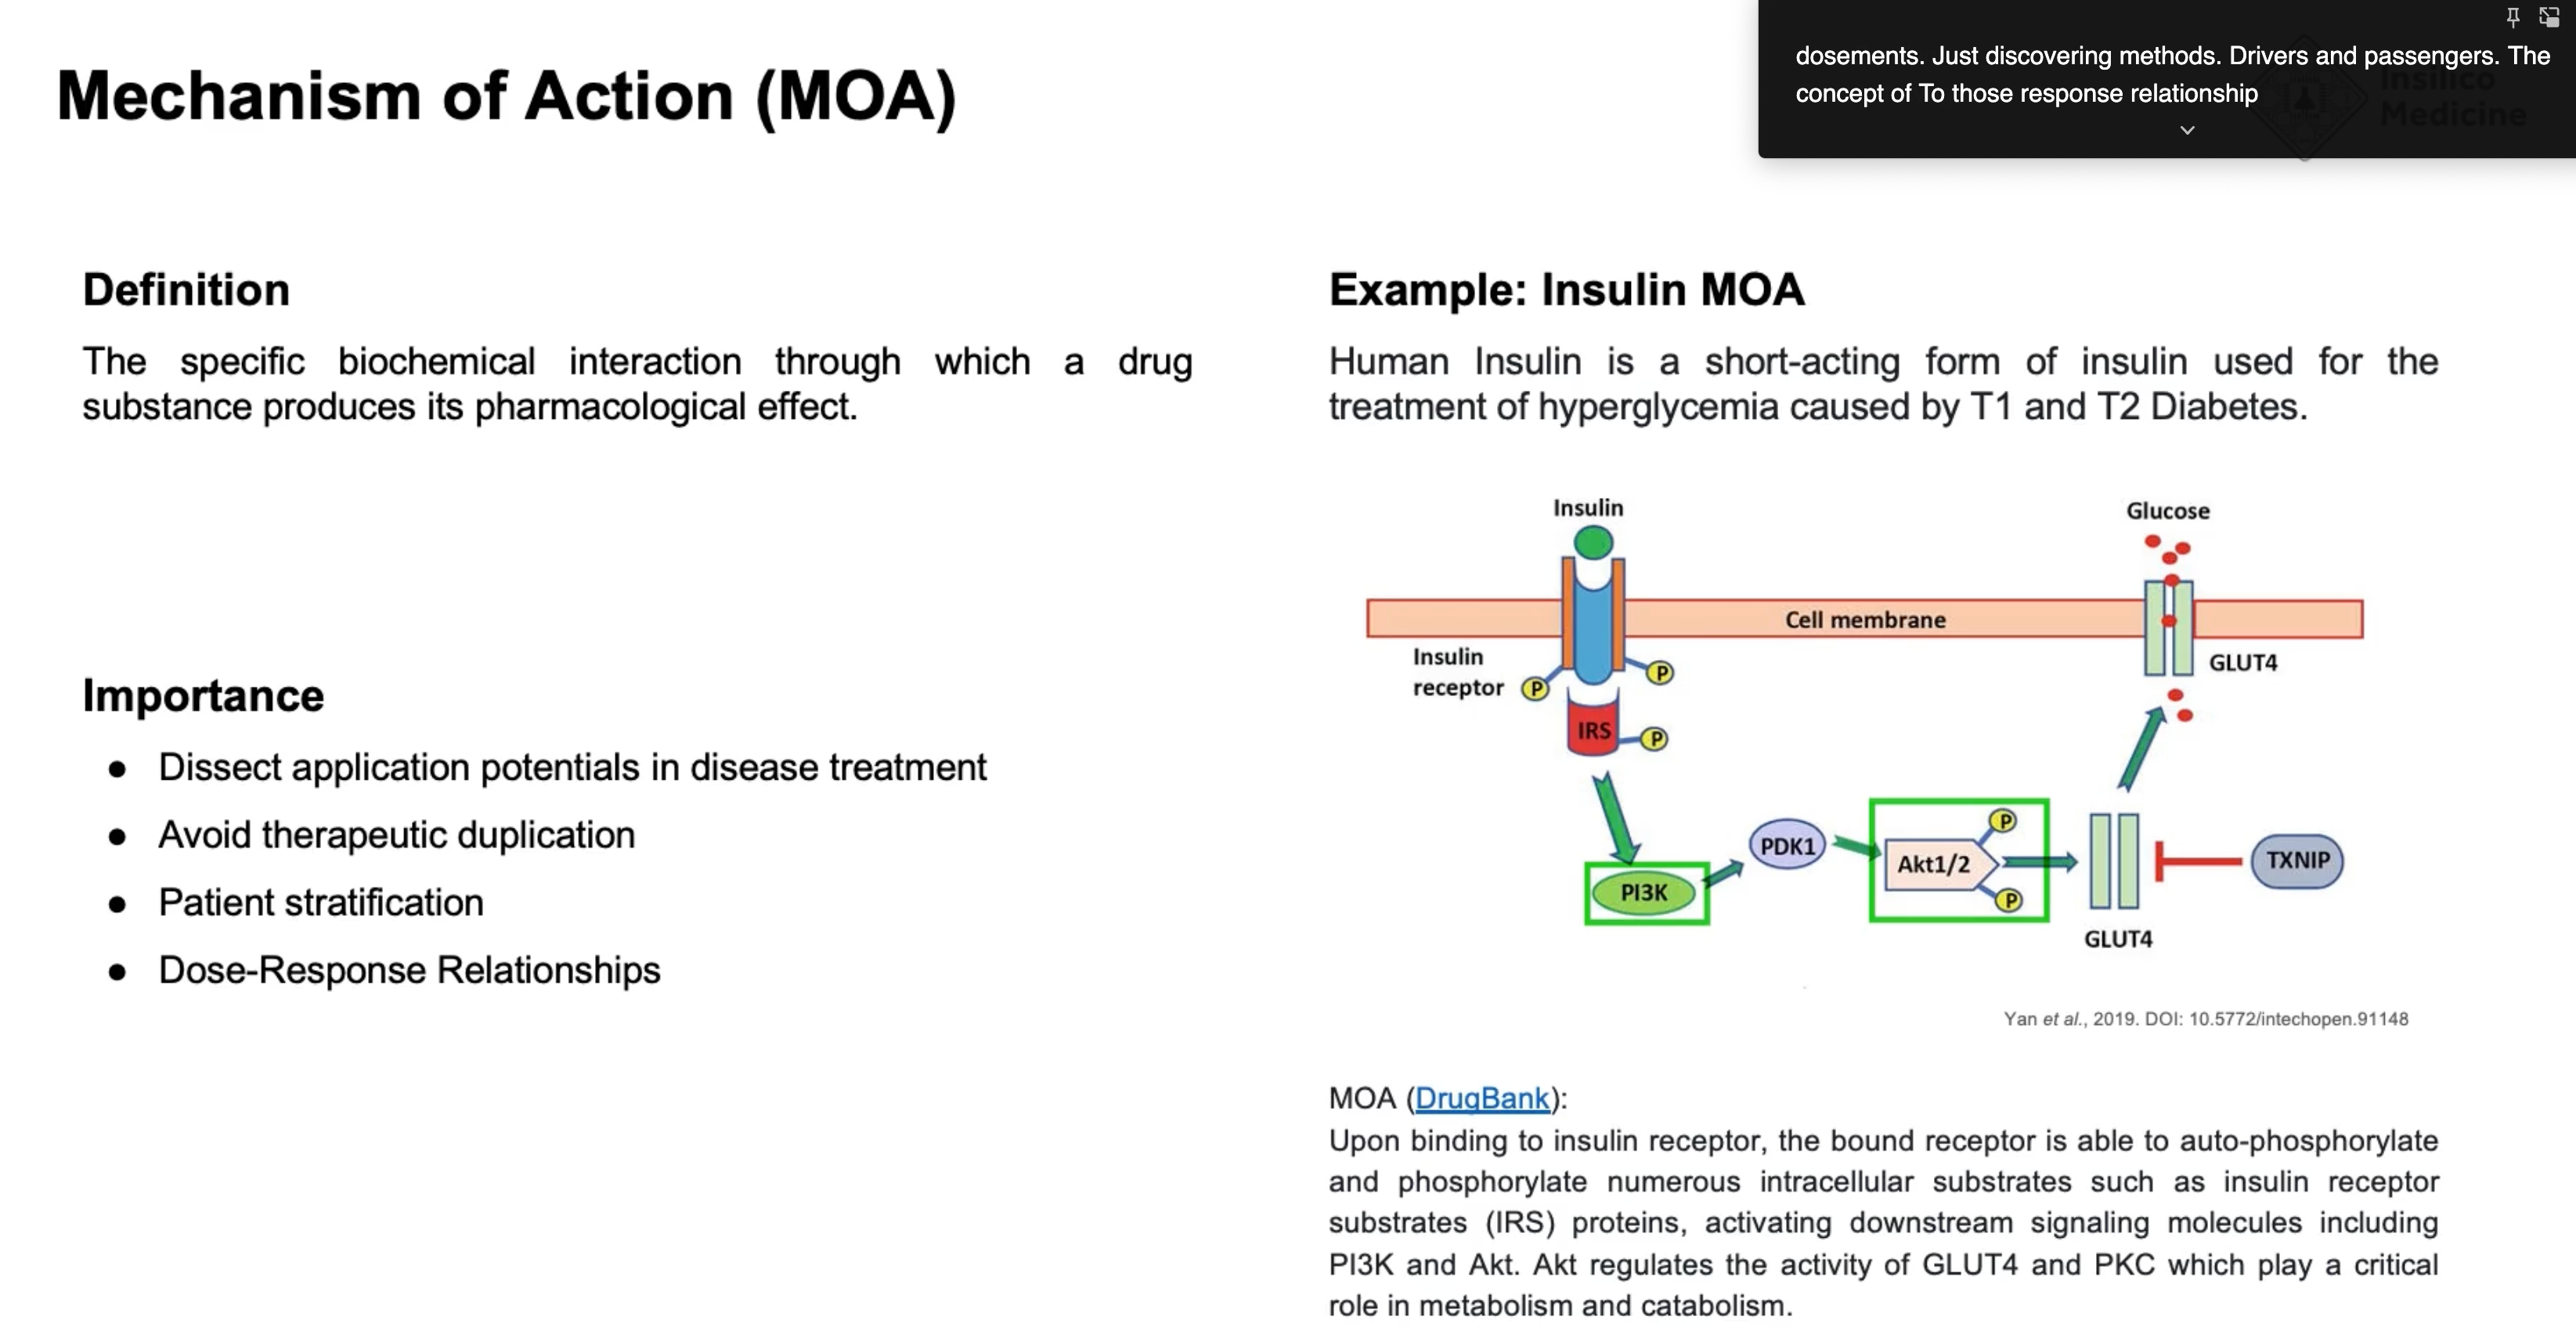 Mechanism of Action (MOA)
dosements. Just discovering methods. Drivers and passengers. The
concept of To those response relationship
Insilico
Medicine
Definition
The specific biochemical interaction through which a drug
substance produces its pharmacological effect.
Importance
● Dissect application potentials in disease treatment
● Avoid therapeutic duplication
● Patient stratification
● Dose-Response Relationships
Example: Insulin MOA
Human Insulin is a short-acting form of insulin used for the
treatment of hyperglycemia caused by T1 and T2 Diabetes.
Insulin
Glucose
Cell membrane
Insulin
receptor
P
P
GLUT4
IRS
P
PI3K
PDK1
Akt1/2
P
P
GLUT4
TXNIP
Yan et al., 2019. DOI: 10.5772/intechopen.91148
MOA (DrugBank):
Upon binding to insulin receptor, the bound receptor is able to auto-phosphorylate
and phosphorylate numerous intracellular substrates such as insulin receptor
substrates (IRS) proteins, activating downstream signaling molecules including
PI3K and Akt. Akt regulates the activity of GLUT4 and PKC which play a critical
role in metabolism and catabolism.